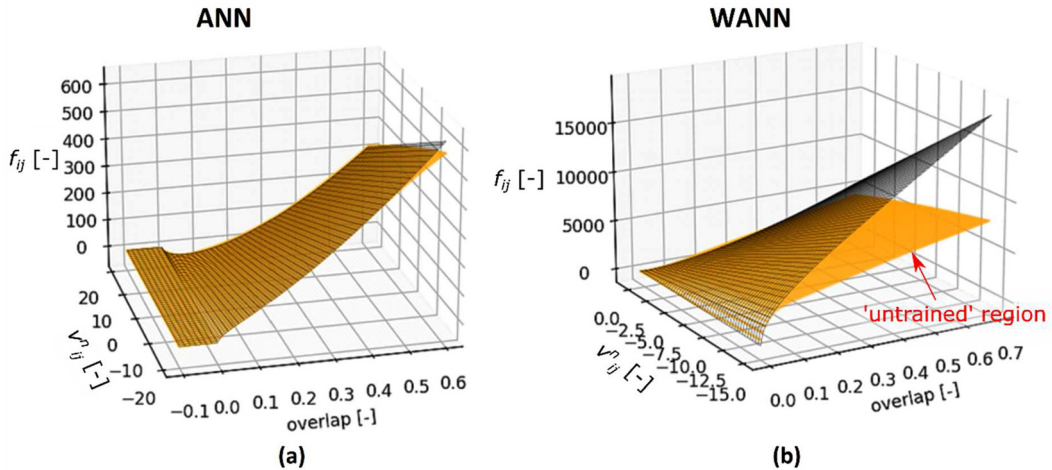 ANN
WANN
600
500
400
300
200
100
0
f_ij [-]
20
10
0
−10
−20
v^n_ij [-]
−0.1 0.0 0.1 0.2 0.3 0.4 0.5 0.6
overlap [-]
(a)
15000
10000
5000
0
f_ij [-]
'untrained' region
0.0
−2.5
−5.0
−7.5
−10.0
−12.5
−15.0
v^n_ij [-]
0.0 0.1 0.2 0.3 0.4 0.5 0.6 0.7
overlap [-]
(b)